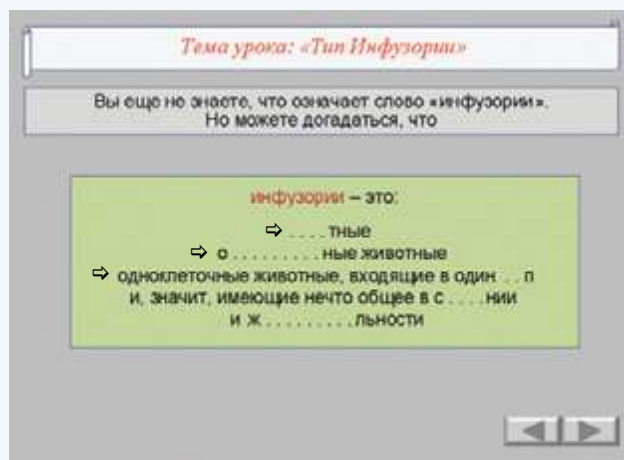 Тема урока: «Тип Инфузории»
Вы еще не знаете, что означает слово «инфузории».
Но можете догадаться, что
инфузории – это:
⇨ . . . . тные
⇨ о . . . . . . . . . ные животные
⇨ одноклеточные животные, входящие в один . . п
и, значит, имеющие нечто общее в с . . . . нии
и ж . . . . . . . . . льности